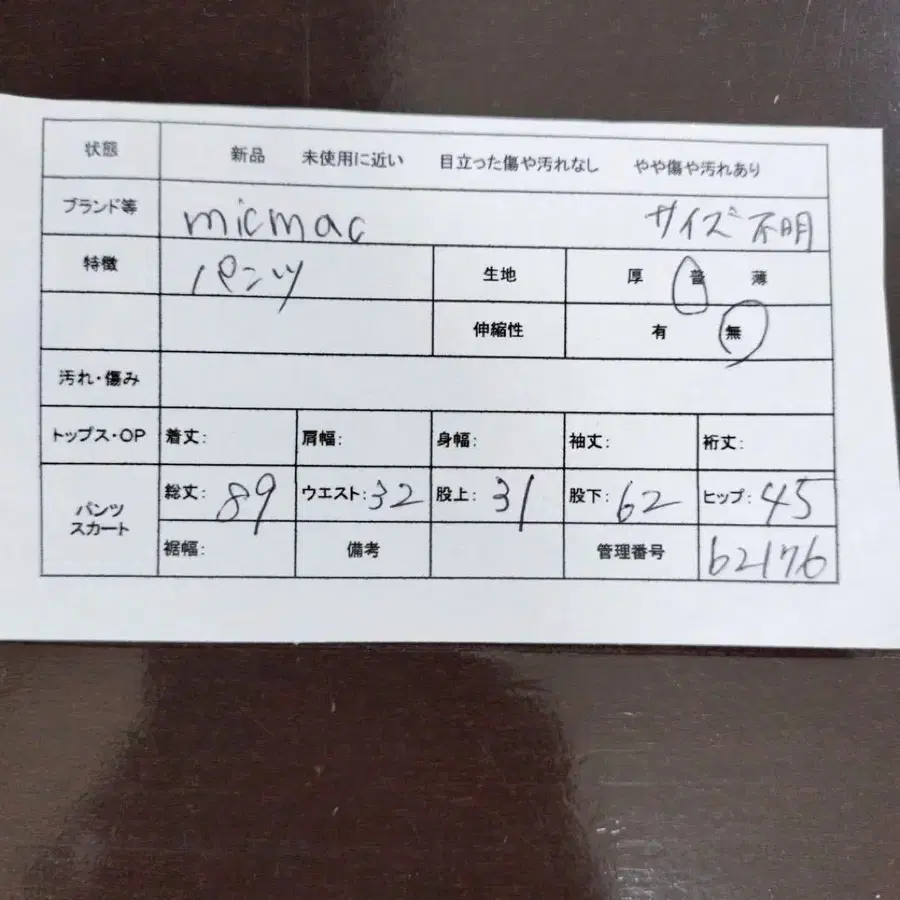 状態 新品 未使用に近い 目立った傷や汚れなし やや傷や汚れあり
ブランド等 micmac サイズ 不明
特徴 パンツ 生地 厚 普 薄
伸縮性 有 無
汚れ・傷み
トップス・OP 着丈: 肩幅: 身幅: 袖丈: 裄丈:
パンツ スカート 総丈: 89 ウエスト: 32 股上: 31 股下: 62 ヒップ: 45
裾幅: 備考 管理番号 62176